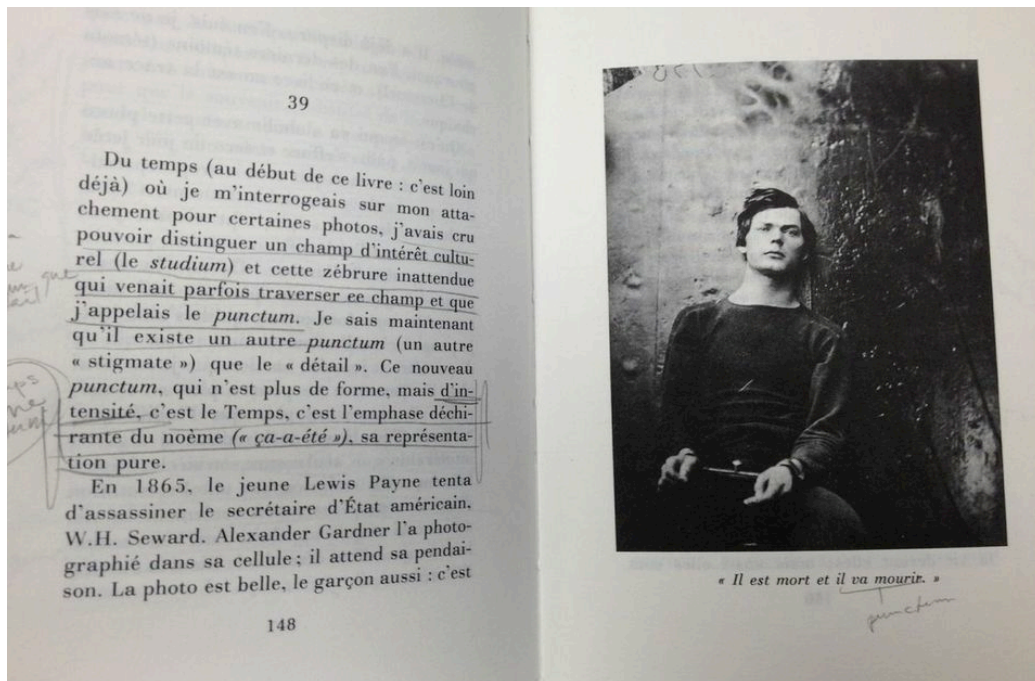 39
Du temps (au début de ce livre : c'est loin
déjà) où je m'interrogeais sur mon atta-
chement pour certaines photos, j'avais cru
pouvoir distinguer un champ d'intérêt cultu-
rel (le studium) et cette zébrure inattendue
qui venait parfois traverser ce champ et que
j'appelais le punctum. Je sais maintenant
qu'il existe un autre punctum (un autre
« stigmate ») que le « détail ». Ce nouveau
punctum, qui n'est plus de forme, mais d'in-
tensité, c'est le Temps, c'est l'emphase déchi-
rante du noème (« ça-a-été »), sa représenta-
tion pure.
En 1865, le jeune Lewis Payne tenta
d'assassiner le secrétaire d'État américain,
W.H. Seward. Alexander Gardner l'a photo-
graphié dans sa cellule ; il attend sa pendai-
son. La photo est belle, le garçon aussi : c'est
148
« Il est mort et il va mourir. »
punctum